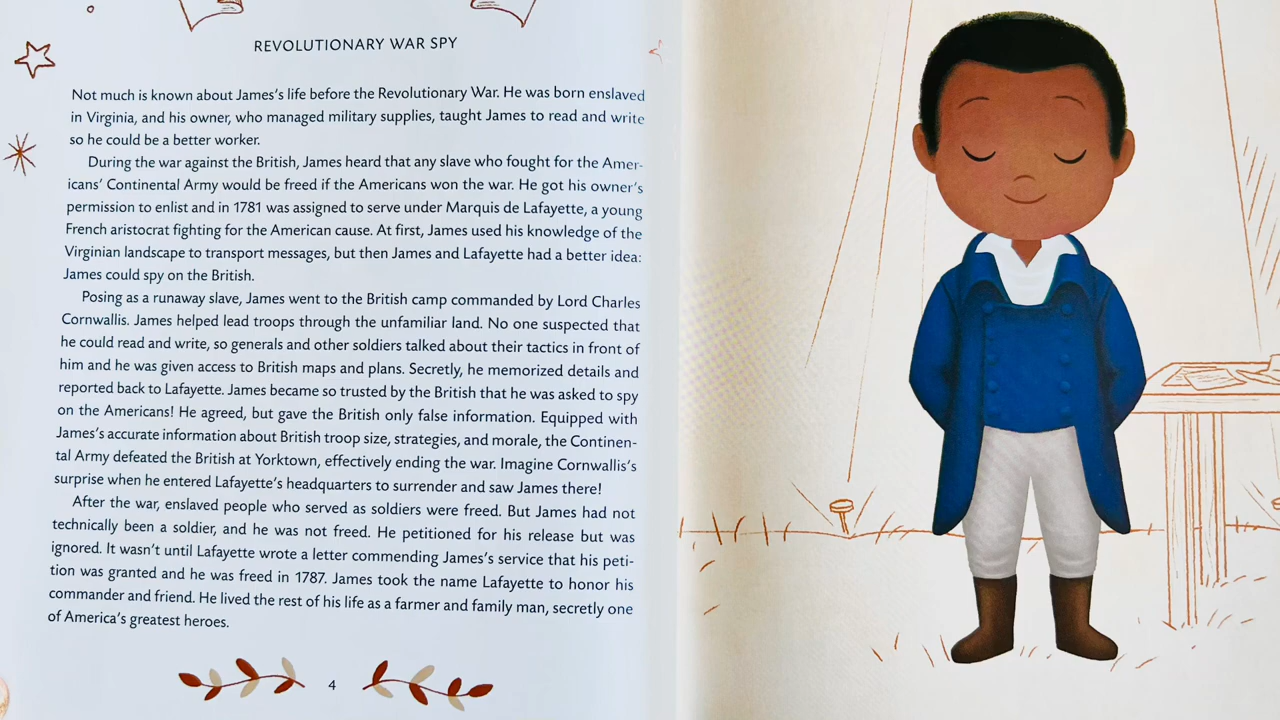 REVOLUTIONARY WAR SPY
Not much is known about James's life before the Revolutionary War. He was born enslaved
in Virginia, and his owner, who managed military supplies, taught James to read and write
so he could be a better worker.
During the war against the British, James heard that any slave who fought for the Amer-
icans' Continental Army would be freed if the Americans won the war. He got his owner's
permission to enlist and in 1781 was assigned to serve under Marquis de Lafayette, a young
French aristocrat fighting for the American cause. At first, James used his knowledge of the
Virginian landscape to transport messages, but then James and Lafayette had a better idea:
James could spy on the British.
Posing as a runaway slave, James went to the British camp commanded by Lord Charles
Cornwallis. James helped lead troops through the unfamiliar land. No one suspected that
he could read and write, so generals and other soldiers talked about their tactics in front of
him and he was given access to British maps and plans. Secretly, he memorized details and
reported back to Lafayette. James became so trusted by the British that he was asked to spy
on the Americans! He agreed, but gave the British only false information. Equipped with
James's accurate information about British troop size, strategies, and morale, the Continen-
tal Army defeated the British at Yorktown, effectively ending the war. Imagine Cornwallis's
surprise when he entered Lafayette's headquarters to surrender and saw James there!
After the war, enslaved people who served as soldiers were freed. But James had not
technically been a soldier, and he was not freed. He petitioned for his release but was
ignored. It wasn't until Lafayette wrote a letter commending James's service that his peti-
tion was granted and he was freed in 1787. James took the name Lafayette to honor his
commander and friend. He lived the rest of his life as a farmer and family man, secretly one
of America's greatest heroes.
4